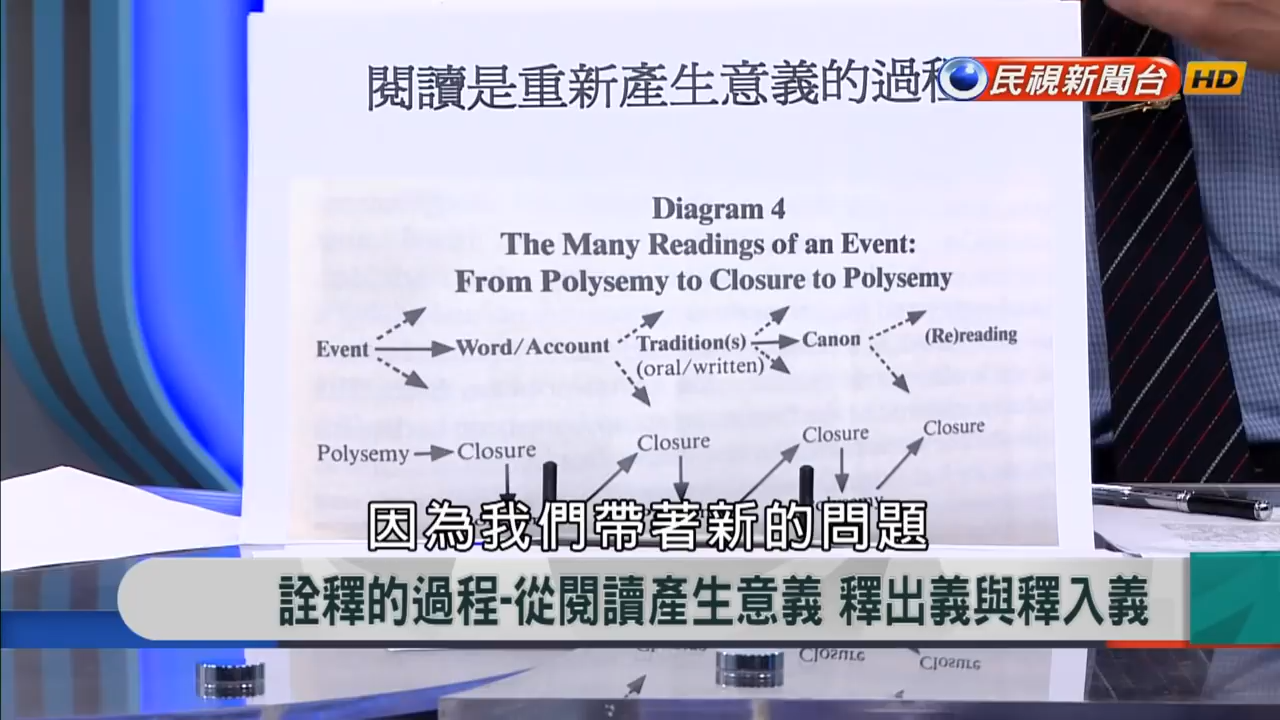 閱讀是重新產生意義的過
民視新聞台 HD
Diagram 4
The Many Readings of an Event:
From Polysemy to Closure to Polysemy
Event Word/Account Tradition(s) Canon (Re)reading
(oral/written)
Polysemy Closure Closure Closure Closure
因為我們帶著新的問題
詮釋的過程-從閱讀產生意義 釋出義與釋入義